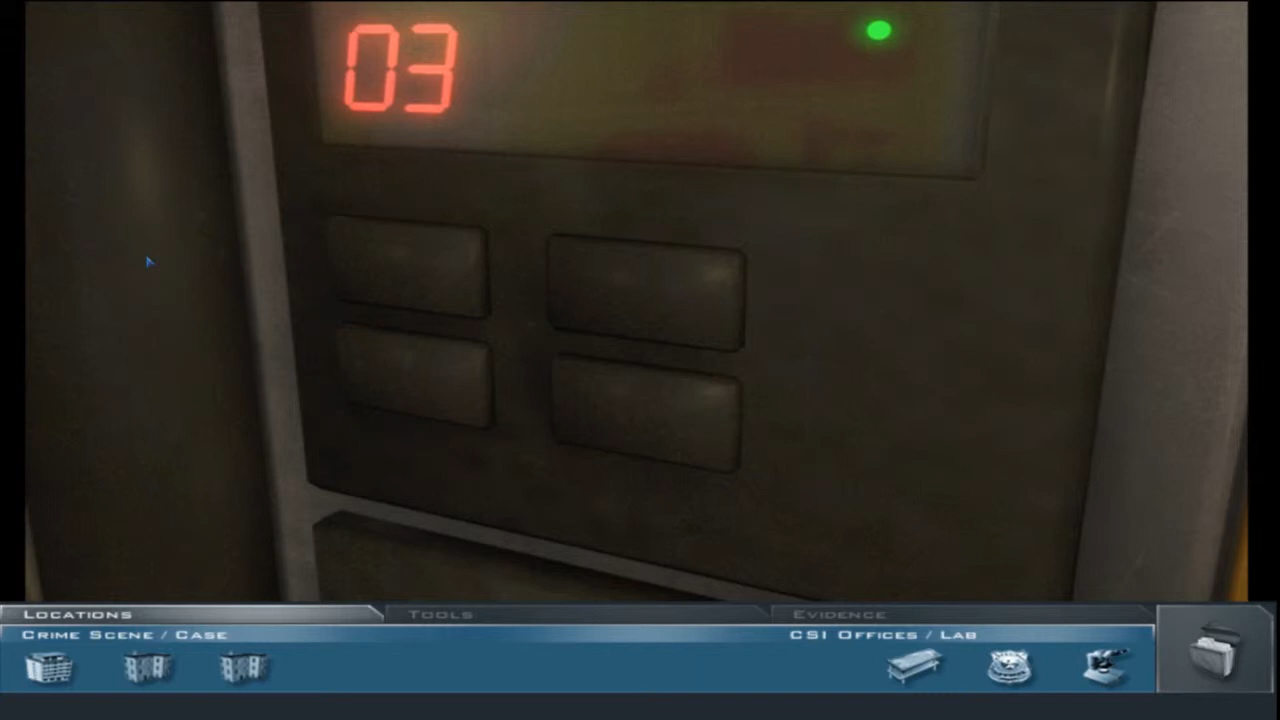 03
LOCATIONS TOOLS EVIDENCE
CRIME SCENE / CASE CSI OFFICES / LAB